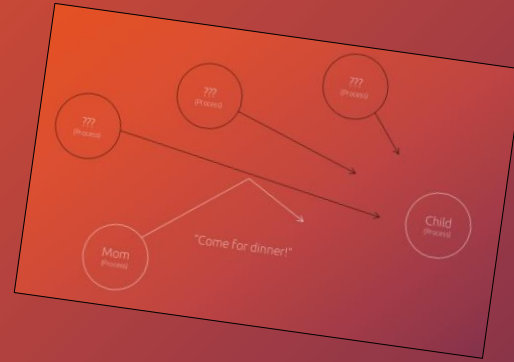 ???
(Process)
???
(Process)
???
(Process)
Child
(Process)
Mom
(Process)
"Come for dinner!"